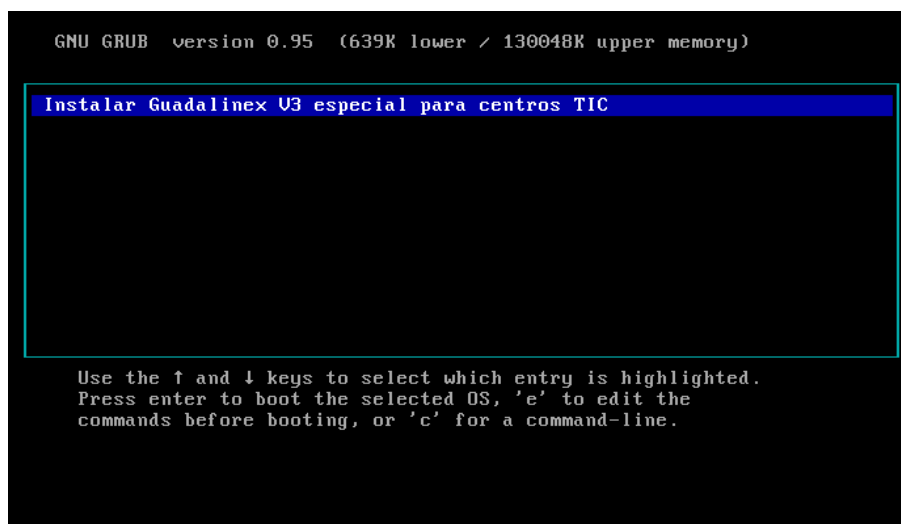 GNU GRUB  version 0.95  (639K lower / 130048K upper memory)
Instalar Guadalinex V3 especial para centros TIC
Use the ↑ and ↓ keys to select which entry is highlighted.
Press enter to boot the selected OS, 'e' to edit the
commands before booting, or 'c' for a command-line.